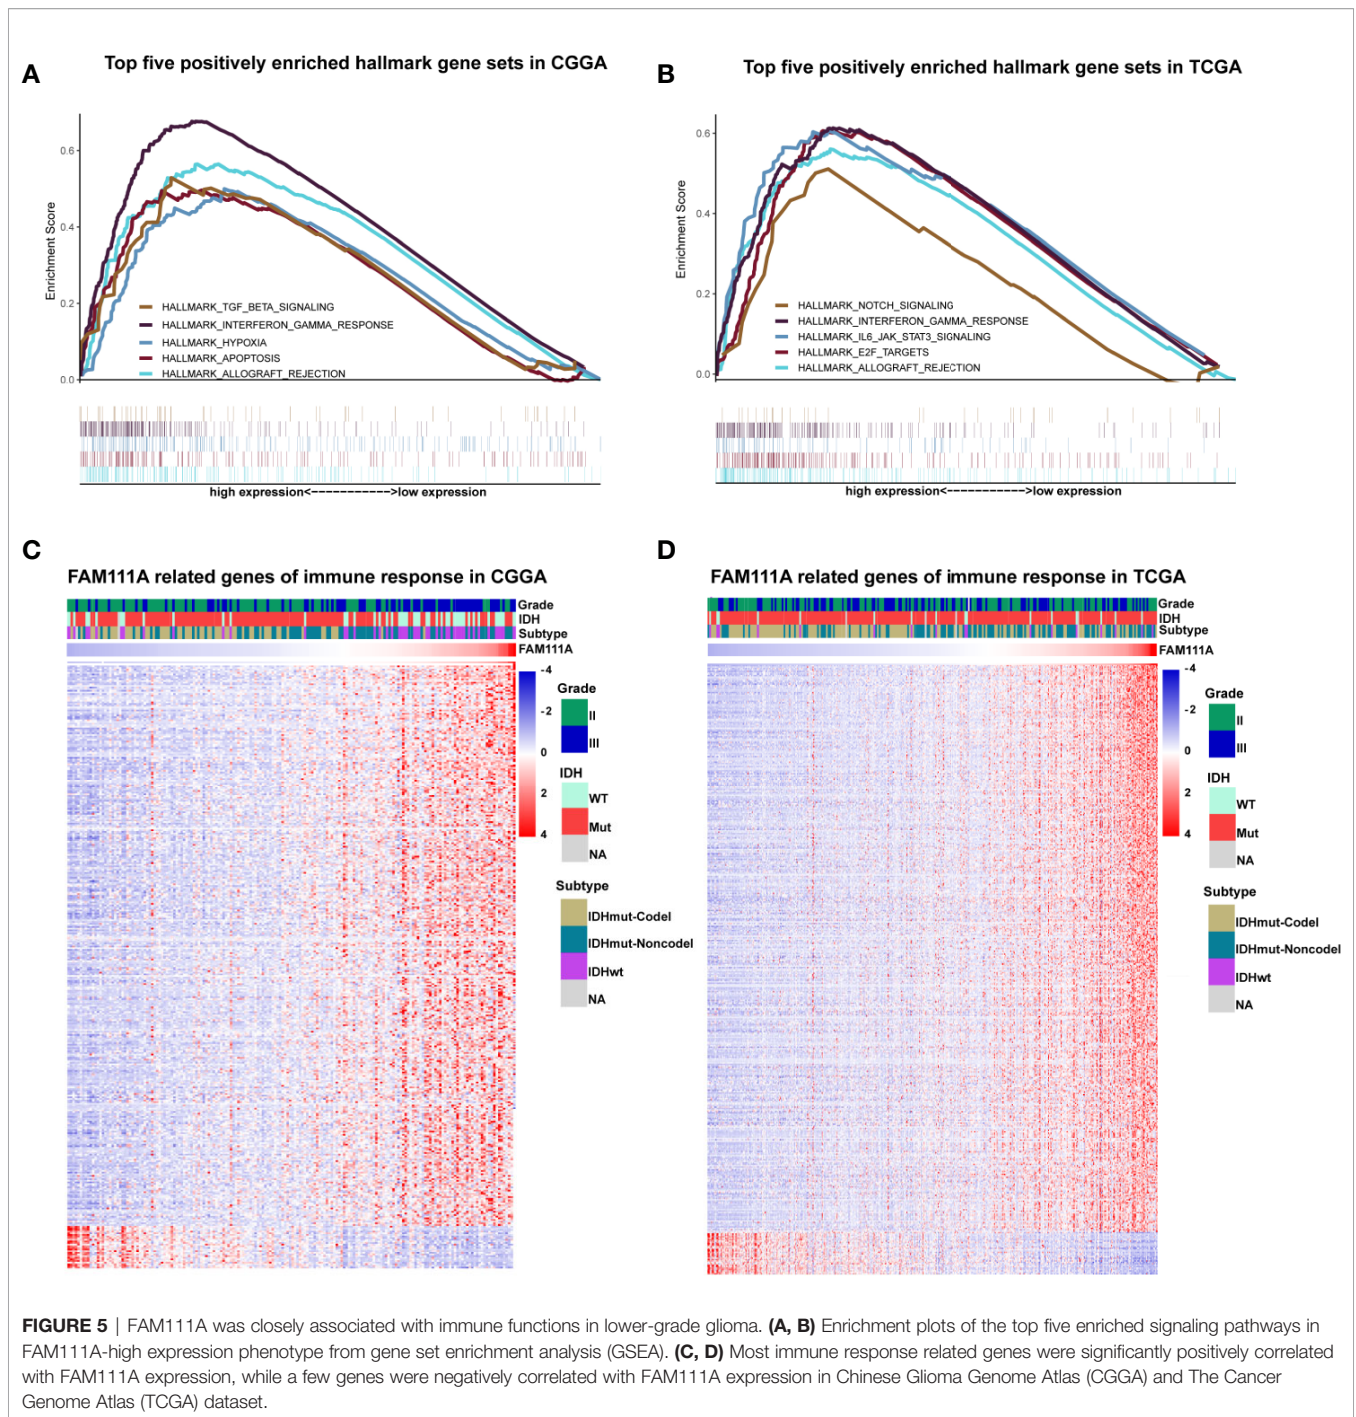 A
Top five positively enriched hallmark gene sets in CGGA
Enrichment Score
0.6
0.4
0.2
0.0
HALLMARK_TGF_BETA_SIGNALING
HALLMARK_INTERFERON_GAMMA_RESPONSE
HALLMARK_HYPOXIA
HALLMARK_APOPTOSIS
HALLMARK_ALLOGRAFT_REJECTION
high expression<------------>low expression
B
Top five positively enriched hallmark gene sets in TCGA
Enrichment Score
0.6
0.4
0.2
0.0
HALLMARK_NOTCH_SIGNALING
HALLMARK_INTERFERON_GAMMA_RESPONSE
HALLMARK_IL6_JAK_STAT3_SIGNALING
HALLMARK_E2F_TARGETS
HALLMARK_ALLOGRAFT_REJECTION
high expression<------------>low expression
C
FAM111A related genes of immune response in CGGA
Grade
IDH
Subtype
FAM111A
-4
-2
0
2
4
Grade
II
III
IDH
WT
Mut
NA
Subtype
IDHmut-Codel
IDHmut-Noncodel
IDHwt
NA
D
FAM111A related genes of immune response in TCGA
Grade
IDH
Subtype
FAM111A
-4
-2
0
2
4
Grade
II
III
IDH
WT
Mut
NA
Subtype
IDHmut-Codel
IDHmut-Noncodel
IDHwt
NA
FIGURE 5 | FAM111A was closely associated with immune functions in lower-grade glioma. (A, B) Enrichment plots of the top five enriched signaling pathways in
FAM111A-high expression phenotype from gene set enrichment analysis (GSEA). (C, D) Most immune response related genes were significantly positively correlated
with FAM111A expression, while a few genes were negatively correlated with FAM111A expression in Chinese Glioma Genome Atlas (CGGA) and The Cancer
Genome Atlas (TCGA) dataset.